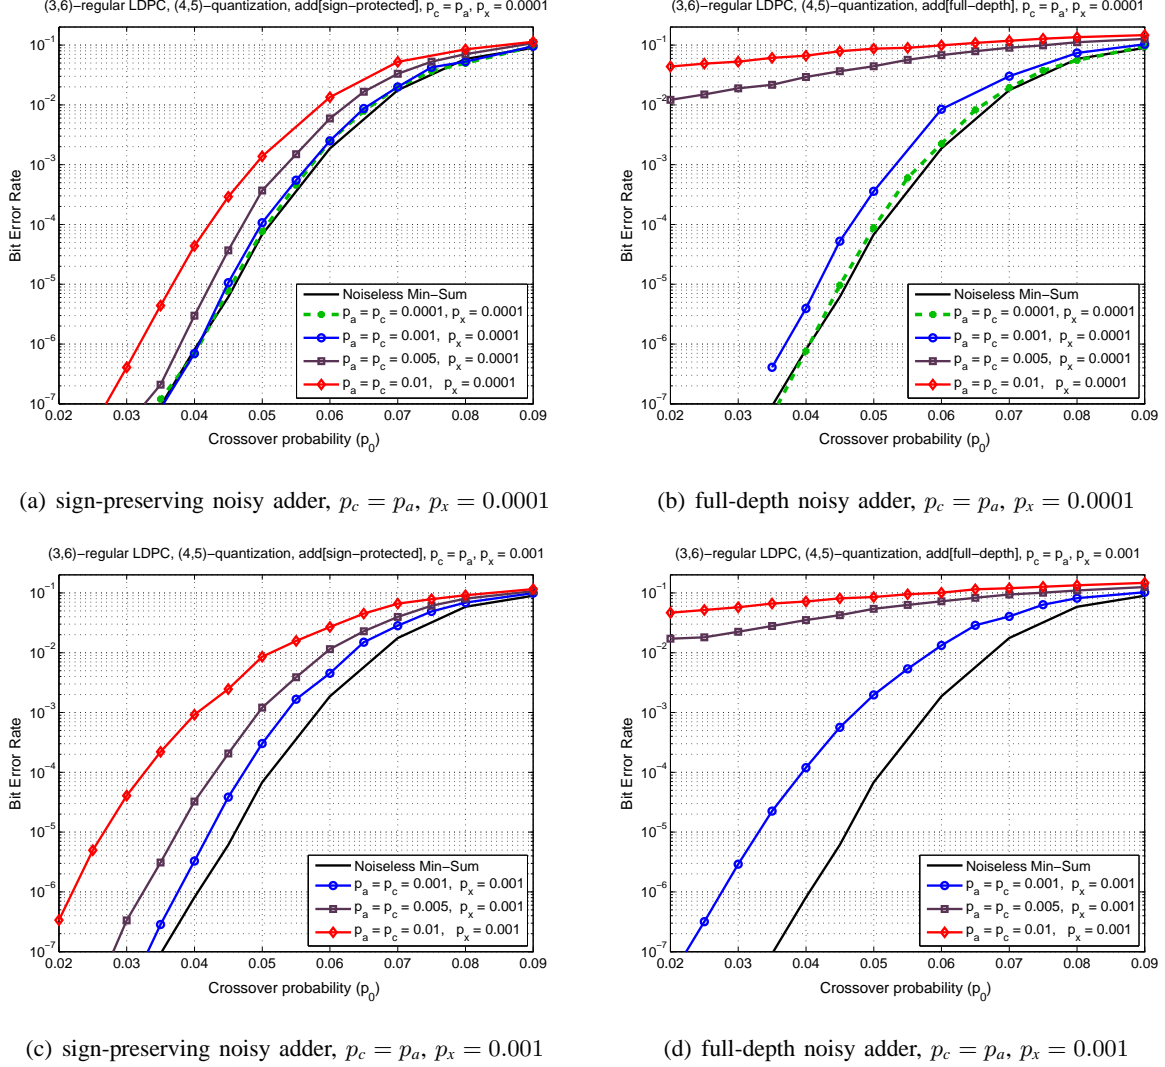 (3,6)−regular LDPC, (4,5)−quantization, add[sign−protected], p_c = p_a, p_x = 0.0001
Bit Error Rate
10^−1
10^−2
10^−3
10^−4
10^−5
10^−6
10^−7
Noiseless Min−Sum
p_a = p_c = 0.0001, p_x = 0.0001
p_a = p_c = 0.001, p_x = 0.0001
p_a = p_c = 0.005, p_x = 0.0001
p_a = p_c = 0.01, p_x = 0.0001
0.02 0.03 0.04 0.05 0.06 0.07 0.08 0.09
Crossover probability (p_0)
(a) sign-preserving noisy adder, p_c = p_a, p_x = 0.0001
(3,6)−regular LDPC, (4,5)−quantization, add[full−depth], p_c = p_a, p_x = 0.0001
Bit Error Rate
10^−1
10^−2
10^−3
10^−4
10^−5
10^−6
10^−7
Noiseless Min−Sum
p_a = p_c = 0.0001, p_x = 0.0001
p_a = p_c = 0.001, p_x = 0.0001
p_a = p_c = 0.005, p_x = 0.0001
p_a = p_c = 0.01, p_x = 0.0001
0.02 0.03 0.04 0.05 0.06 0.07 0.08 0.09
Crossover probability (p_0)
(b) full-depth noisy adder, p_c = p_a, p_x = 0.0001
(3,6)−regular LDPC, (4,5)−quantization, add[sign−protected], p_c = p_a, p_x = 0.001
Bit Error Rate
10^−1
10^−2
10^−3
10^−4
10^−5
10^−6
10^−7
Noiseless Min−Sum
p_a = p_c = 0.001, p_x = 0.001
p_a = p_c = 0.005, p_x = 0.001
p_a = p_c = 0.01, p_x = 0.001
0.02 0.03 0.04 0.05 0.06 0.07 0.08 0.09
Crossover probability (p_0)
(c) sign-preserving noisy adder, p_c = p_a, p_x = 0.001
(3,6)−regular LDPC, (4,5)−quantization, add[full−depth], p_c = p_a, p_x = 0.001
Bit Error Rate
10^−1
10^−2
10^−3
10^−4
10^−5
10^−6
10^−7
Noiseless Min−Sum
p_a = p_c = 0.001, p_x = 0.001
p_a = p_c = 0.005, p_x = 0.001
p_a = p_c = 0.01, p_x = 0.001
0.02 0.03 0.04 0.05 0.06 0.07 0.08 0.09
Crossover probability (p_0)
(d) full-depth noisy adder, p_c = p_a, p_x = 0.001